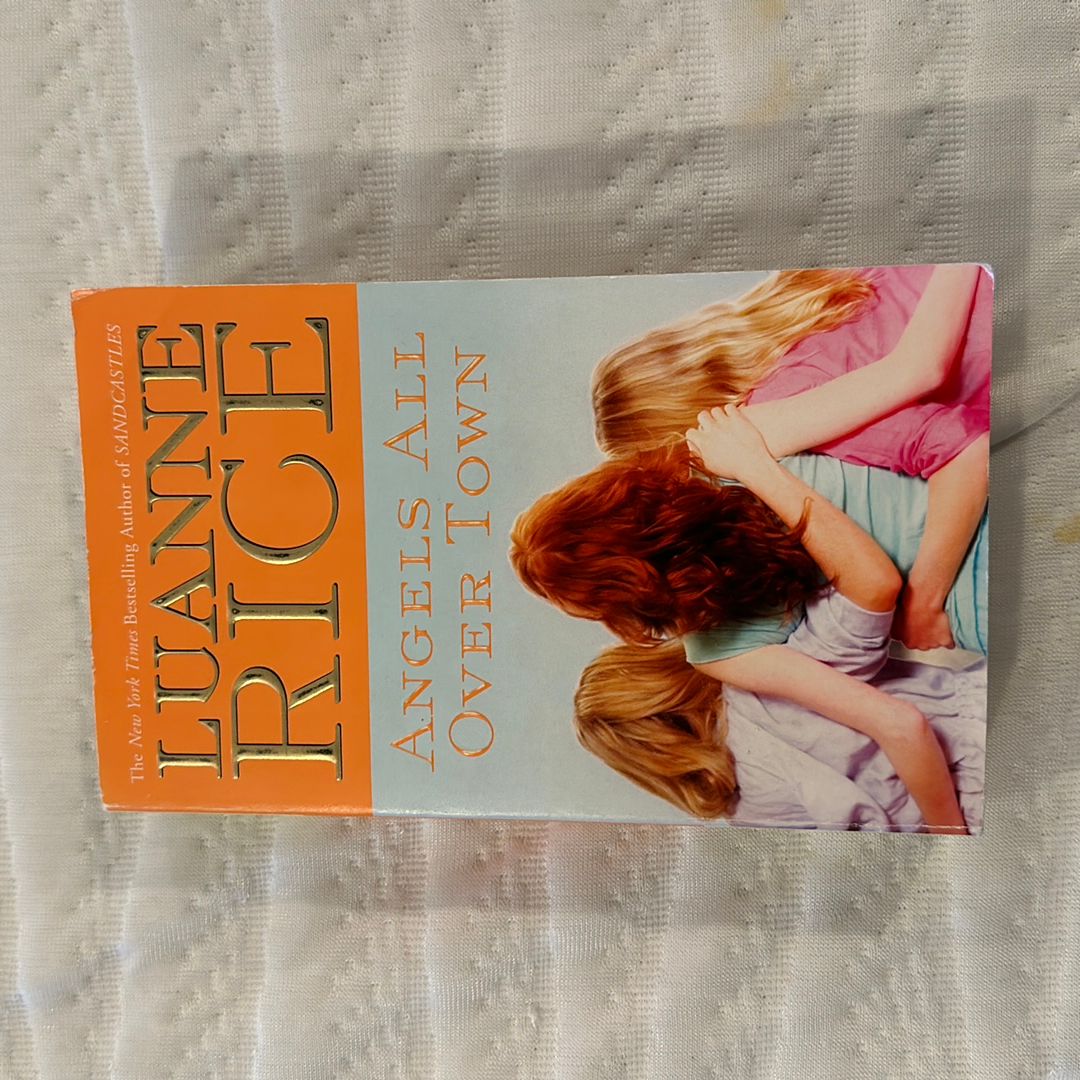 The New York Times Bestselling Author of SANDCASTLES
LUANNE
RICE
ANGELS ALL
OVER TOWN